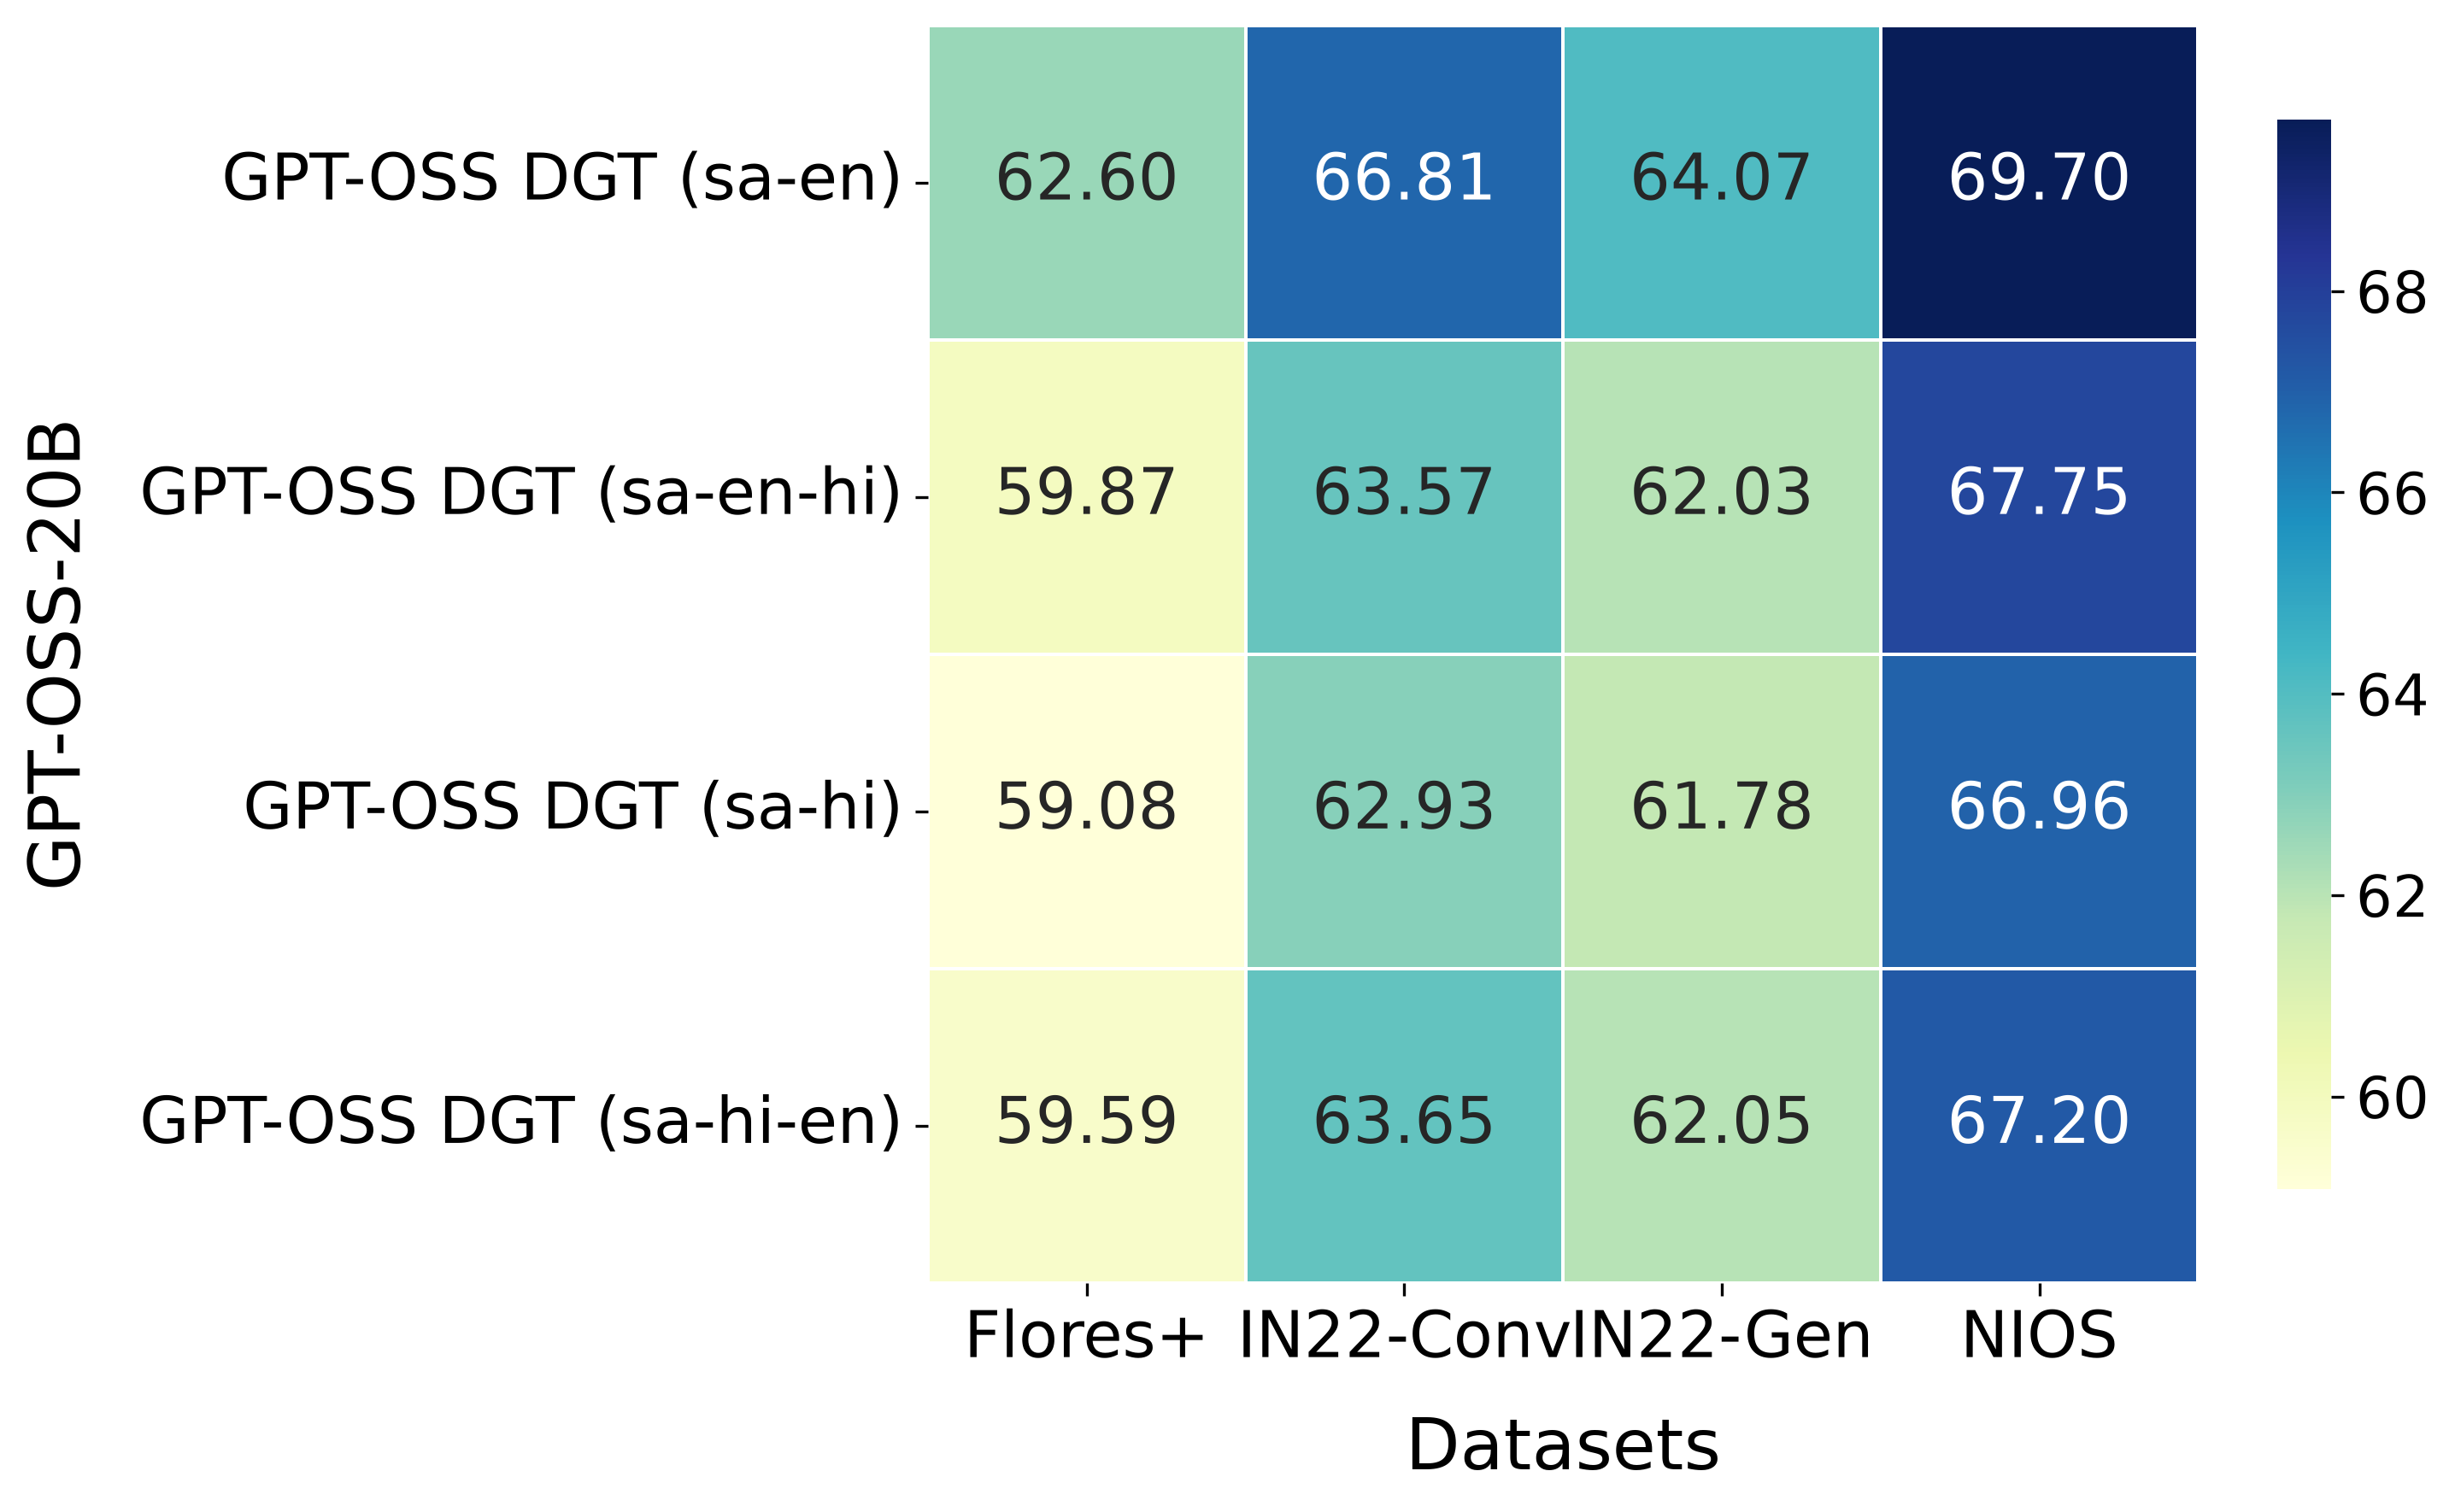 GPT-OSS-20B
GPT-OSS DGT (sa-en) 62.60 66.81 64.07 69.70
GPT-OSS DGT (sa-en-hi) 59.87 63.57 62.03 67.75
GPT-OSS DGT (sa-hi) 59.08 62.93 61.78 66.96
GPT-OSS DGT (sa-hi-en) 59.59 63.65 62.05 67.20
Flores+ IN22-Conv IN22-Gen NIOS
Datasets
68
66
64
62
60